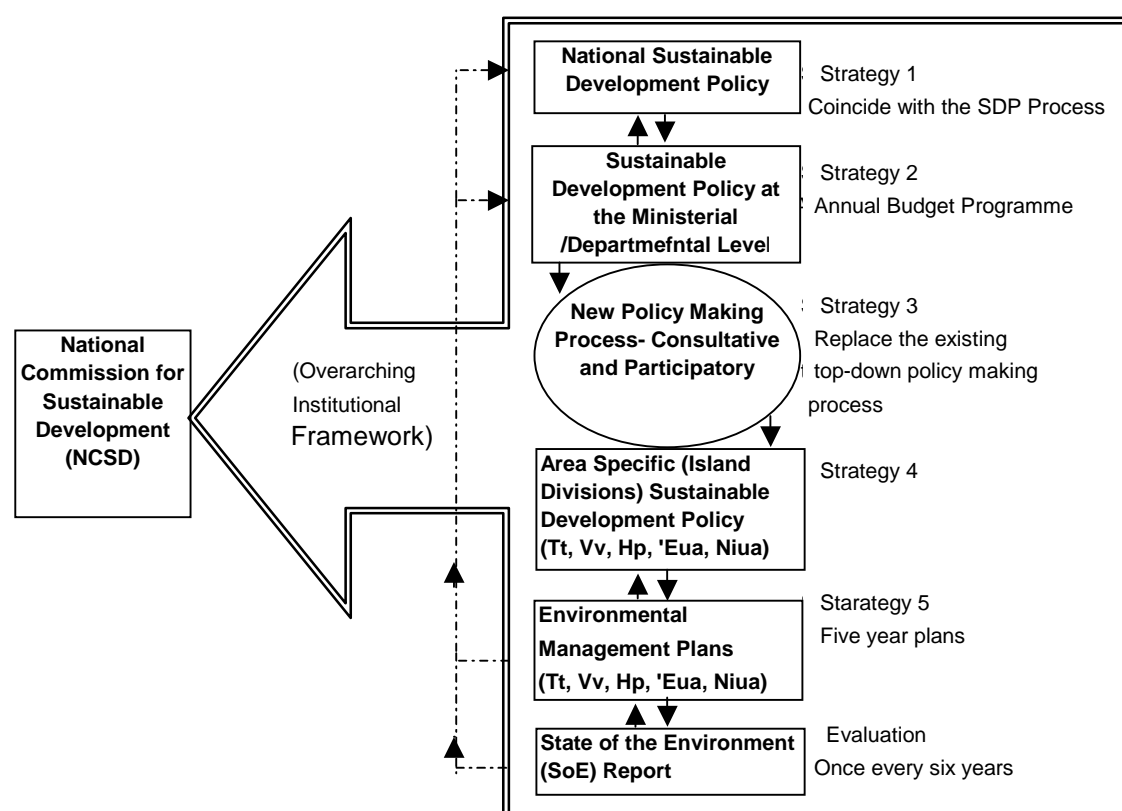 National Sustainable
Development Policy
Strategy 1
Coincide with the SDP Process
Sustainable
Development Policy at
the Ministerial
/Departmefntal Level
Strategy 2
Annual Budget Programme
New Policy Making
Process- Consultative
and Participatory
Strategy 3
Replace the existing
top-down policy making
process
National
Commission for
Sustainable
Development
(NCSD)
(Overarching
Institutional
Framework)
Area Specific (Island
Divisions) Sustainable
Development Policy
(Tt, Vv, Hp, 'Eua, Niua)
Strategy 4
Environmental
Management Plans
(Tt, Vv, Hp, 'Eua, Niua)
Starategy 5
Five year plans
State of the Environment
(SoE) Report
Evaluation
Once every six years